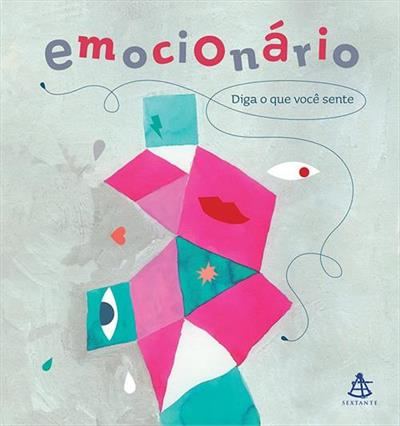 emocionário
Diga o que você sente
SEXTANTE